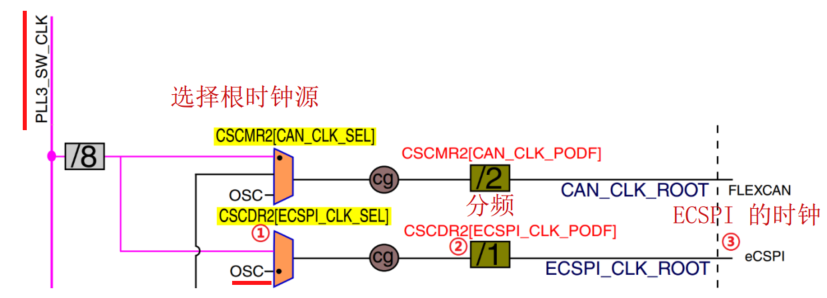 PLL3_SW_CLK
选择根时钟源
CSCMR2[CAN_CLK_SEL]
/8
cg
CSCMR2[CAN_CLK_PODF]
/2
OSC
CAN_CLK_ROOT
FLEXCAN
分频
CSCDR2[ECSPI_CLK_SEL]
ECSPI 的时钟
①
CSCDR2[ECSPI_CLK_PODF]
②
③
OSC
cg
/1
eCSPI
ECSPI_CLK_ROOT